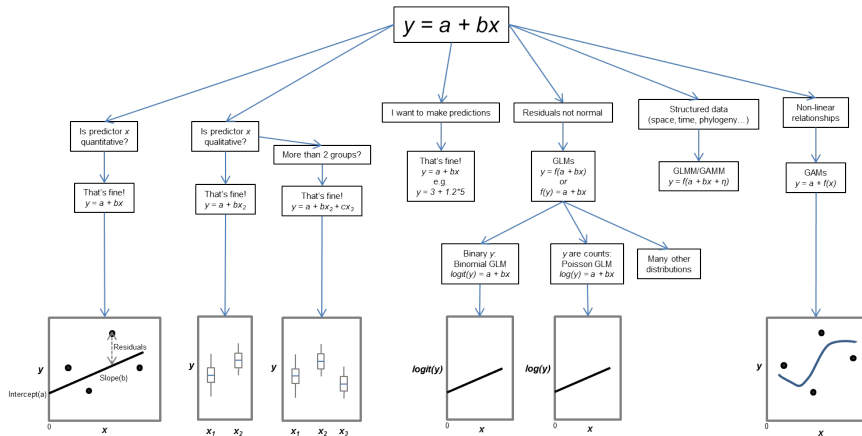 y = a + bx
Is predictor x
quantitative?
That's fine!
y = a + bx
Is predictor x
qualitative?
That's fine!
y = a + bx₂
More than 2 groups?
That's fine!
y = a + bx₂ + cx₃
I want to make predictions
That's fine!
y = a + bx
e.g.
y = 3 + 1.2*5
Residuals not normal
GLMs
y = f(a + bx)
or
f(y) = a + bx
Binary y:
Binomial GLM
logit(y) = a + bx
y are counts:
Poisson GLM
log(y) = a + bx
Many other
distributions
Structured data
(space, time, phylogeny…)
GLMM/GAMM
y = f(a + bx + η)
Non-linear
relationships
GAMs
y = a + f(x)
y
Residuals
Slope(b)
Intercept(a)
0
x
y
x₁ x₂
y
x₁ x₂ x₃
logit(y)
0
x
log(y)
0
x
y
0
x